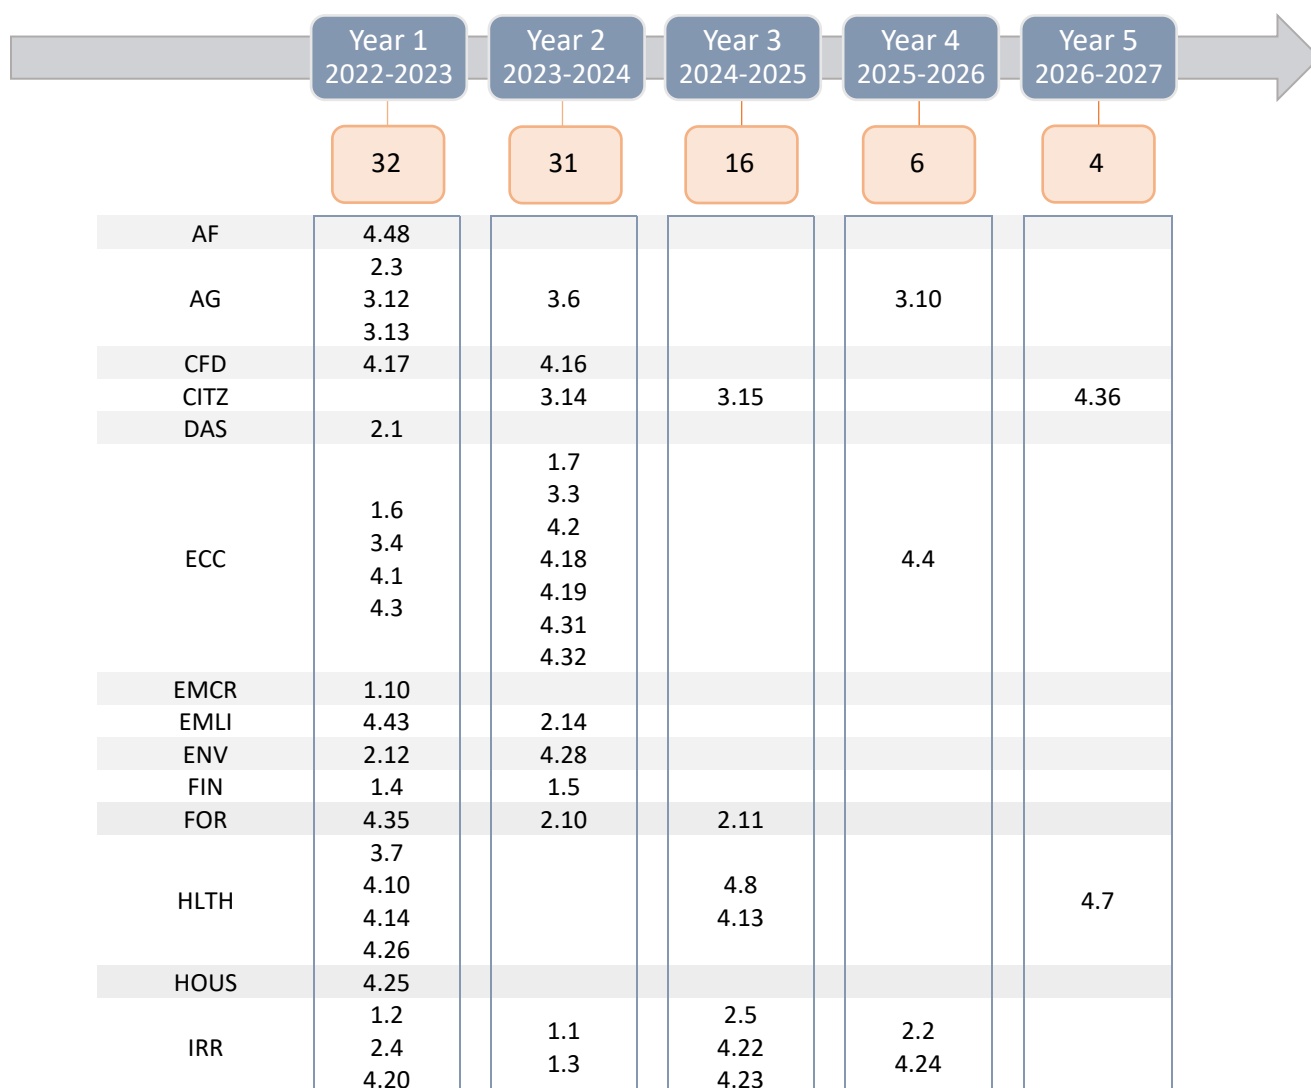 Year 1 Year 2 Year 3 Year 4 Year 5
2022-2023 2023-2024 2024-2025 2025-2026 2026-2027
32 31 16 6 4
AF 4.48
2.3
AG 3.12 3.6 3.10
3.13
CFD 4.17 4.16
CITZ 3.14 3.15 4.36
DAS 2.1
1.7
3.3
1.6
4.2
3.4
ECC 4.18 4.4
4.1
4.19
4.3
4.31
4.32
EMCR 1.10
EMLI 4.43 2.14
ENV 2.12 4.28
FIN 1.4 1.5
FOR 4.35 2.10 2.11
3.7
4.10 4.8
HLTH 4.7
4.14 4.13
4.26
HOUS 4.25
1.2 2.5
1.1 2.2
IRR 2.4 4.22
1.3 4.24
4.20 4.23